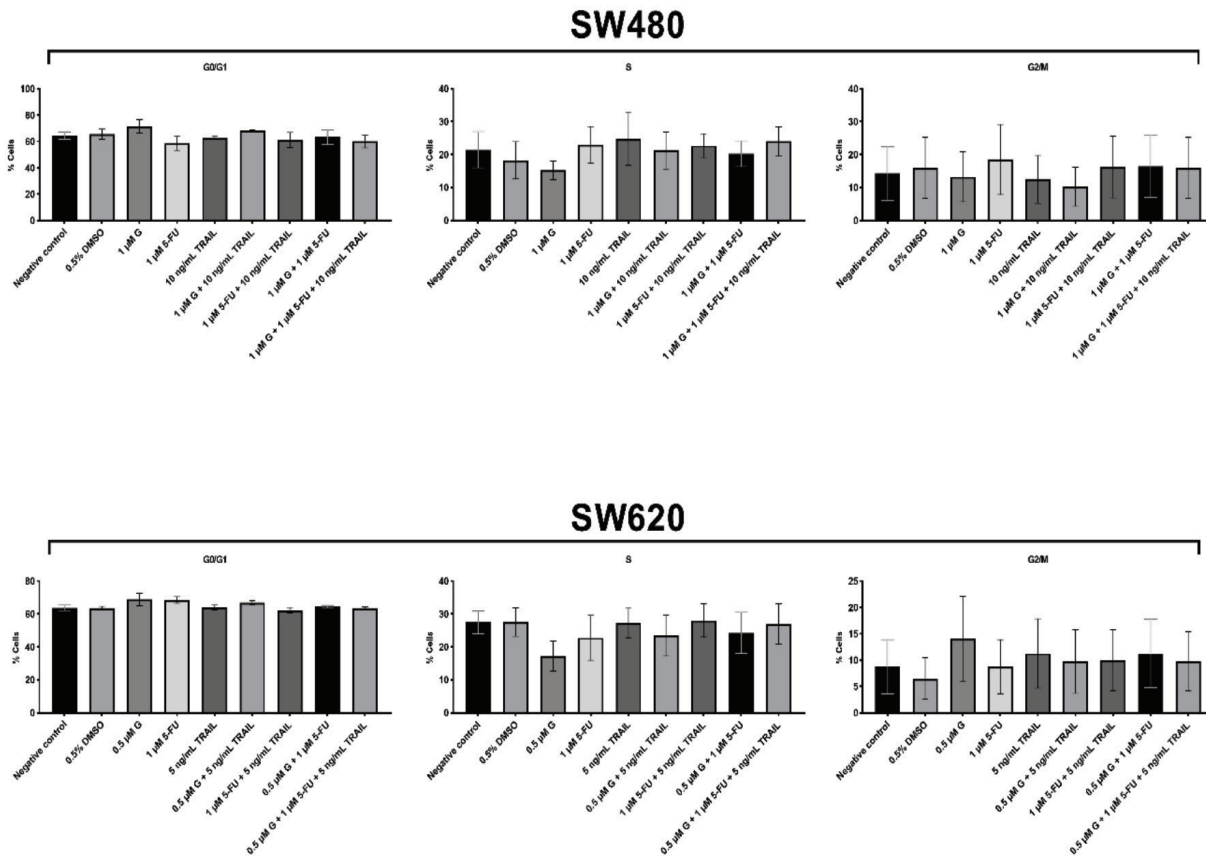 SW480
G0/G1
S
G2/M
% Cells
100
80
60
40
20
0
Negative control
0.5% DMSO
1 µM G
1 µM 5-FU
10 ng/mL TRAIL
1 µM G + 10 ng/mL TRAIL
1 µM 5-FU + 10 ng/mL TRAIL
1 µM G + 1 µM 5-FU
1 µM G + 1 µM 5-FU + 10 ng/mL TRAIL
% Cells
40
30
20
10
0
Negative control
0.5% DMSO
1 µM G
1 µM 5-FU
10 ng/mL TRAIL
1 µM G + 10 ng/mL TRAIL
1 µM 5-FU + 10 ng/mL TRAIL
1 µM G + 1 µM 5-FU
1 µM G + 1 µM 5-FU + 10 ng/mL TRAIL
% Cells
40
30
20
10
0
Negative control
0.5% DMSO
1 µM G
1 µM 5-FU
10 ng/mL TRAIL
1 µM G + 10 ng/mL TRAIL
1 µM 5-FU + 10 ng/mL TRAIL
1 µM G + 1 µM 5-FU
1 µM G + 1 µM 5-FU + 10 ng/mL TRAIL
SW620
G0/G1
S
G2/M
% Cells
80
60
40
20
0
Negative control
0.5% DMSO
0.5 µM G
1 µM 5-FU
5 ng/mL TRAIL
0.5 µM G + 5 ng/mL TRAIL
1 µM 5-FU + 5 ng/mL TRAIL
0.5 µM G + 1 µM 5-FU
0.5 µM G + 1 µM 5-FU + 5 ng/mL TRAIL
% Cells
40
30
20
10
0
Negative control
0.5% DMSO
0.5 µM G
1 µM 5-FU
5 ng/mL TRAIL
0.5 µM G + 5 ng/mL TRAIL
1 µM 5-FU + 5 ng/mL TRAIL
0.5 µM G + 1 µM 5-FU
0.5 µM G + 1 µM 5-FU + 5 ng/mL TRAIL
% Cells
25
20
15
10
5
0
Negative control
0.5% DMSO
0.5 µM G
1 µM 5-FU
5 ng/mL TRAIL
0.5 µM G + 5 ng/mL TRAIL
1 µM 5-FU + 5 ng/mL TRAIL
0.5 µM G + 1 µM 5-FU
0.5 µM G + 1 µM 5-FU + 5 ng/mL TRAIL